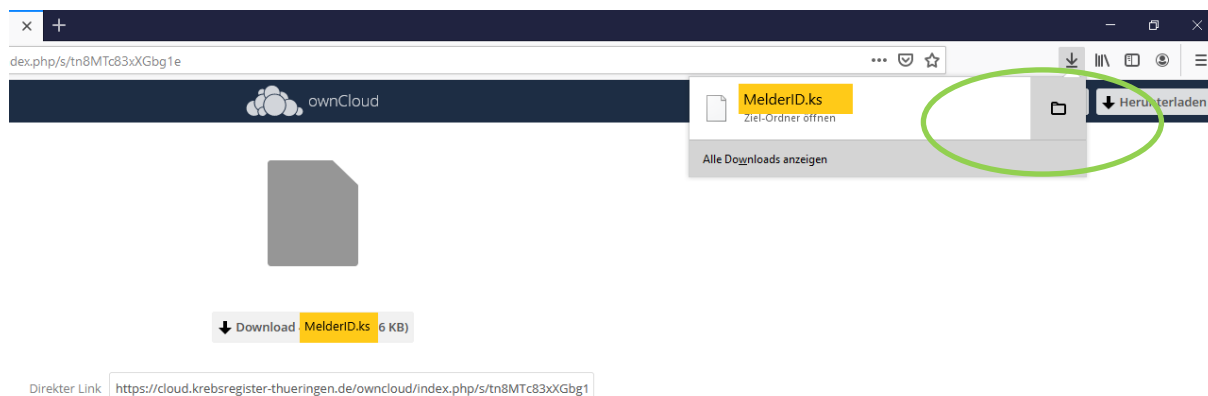 dex.php/s/tn8MTc83xXGbg1e
ownCloud
MelderID.ks
Ziel-Ordner öffnen
Herunterladen
Alle Downloads anzeigen
Download MelderID.ks 6 KB)
Direkter Link https://cloud.krebsregister-thueringen.de/owncloud/index.php/s/tn8MTc83xXGbg1